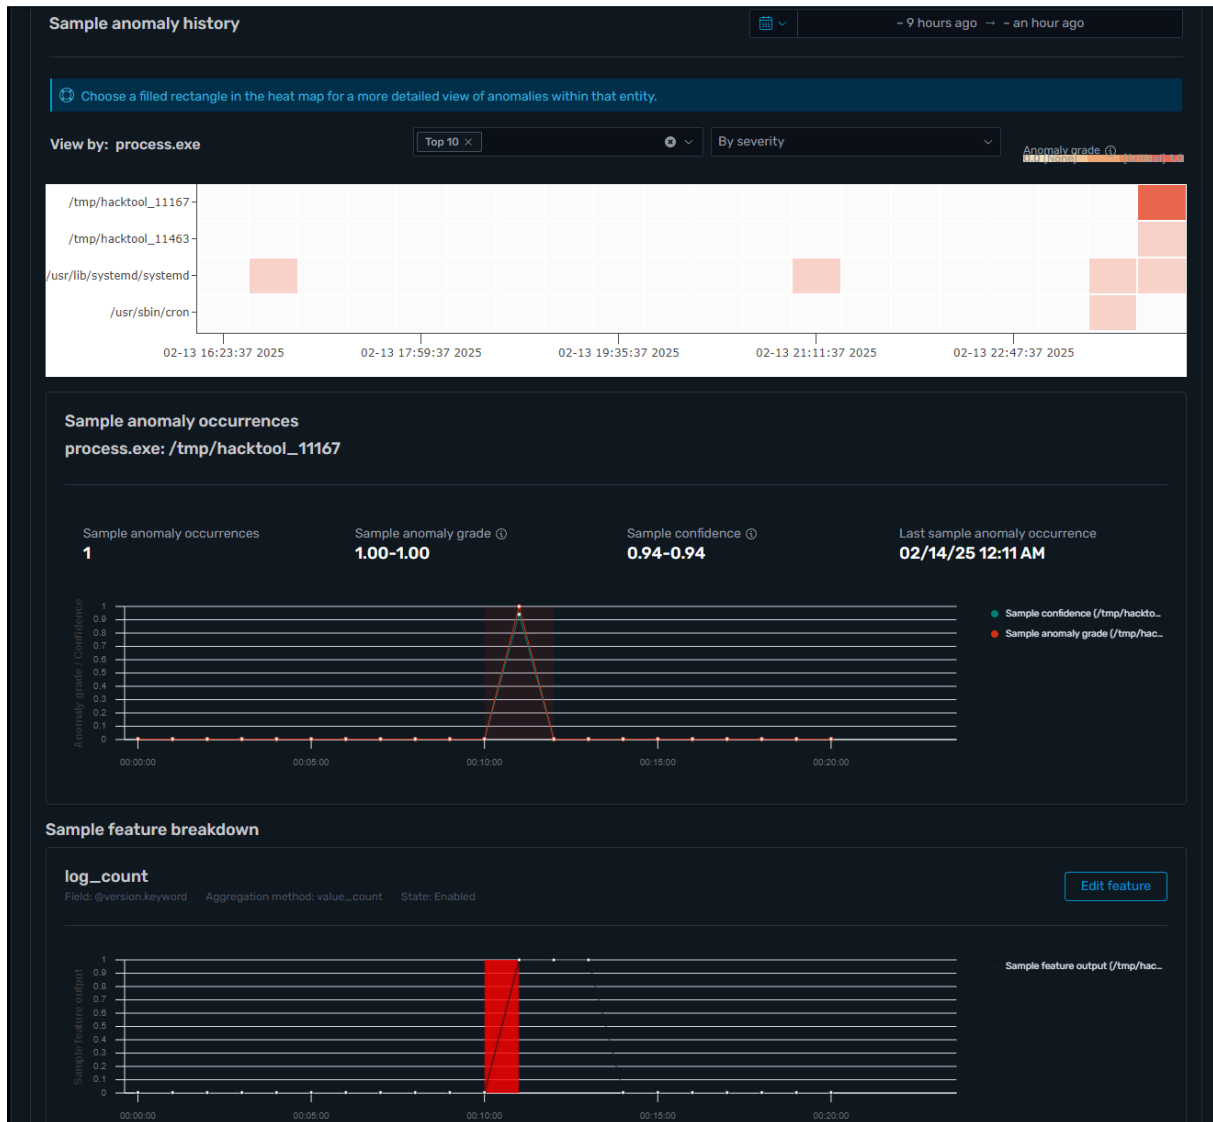 Sample anomaly history
~ 9 hours ago → ~ an hour ago
Choose a filled rectangle in the heat map for a more detailed view of anomalies within that entity.
View by: process.exe
Top 10 ×
By severity
Anomaly grade
0.0 (None)
/tmp/hacktool_11167
/tmp/hacktool_11463
/usr/lib/systemd/systemd
/usr/sbin/cron
02-13 16:23:37 2025 02-13 17:59:37 2025 02-13 19:35:37 2025 02-13 21:11:37 2025 02-13 22:47:37 2025
Sample anomaly occurrences
process.exe: /tmp/hacktool_11167
Sample anomaly occurrences Sample anomaly grade Sample confidence Last sample anomaly occurrence
1 1.00-1.00 0.94-0.94 02/14/25 12:11 AM
Anomaly grade / Confidence
1
0.9
0.8
0.7
0.6
0.5
0.4
0.3
0.2
0.1
0
00:00:00 00:05:00 00:10:00 00:15:00 00:20:00
Sample confidence (/tmp/hackto...
Sample anomaly grade (/tmp/hac...
Sample feature breakdown
log_count
Edit feature
Field: @version.keyword Aggregation method: value_count State: Enabled
Sample feature output
1
0.9
0.8
0.7
0.6
0.5
0.4
0.3
0.2
0.1
0
00:00:00 00:05:00 00:10:00 00:15:00 00:20:00
Sample feature output (/tmp/hac...